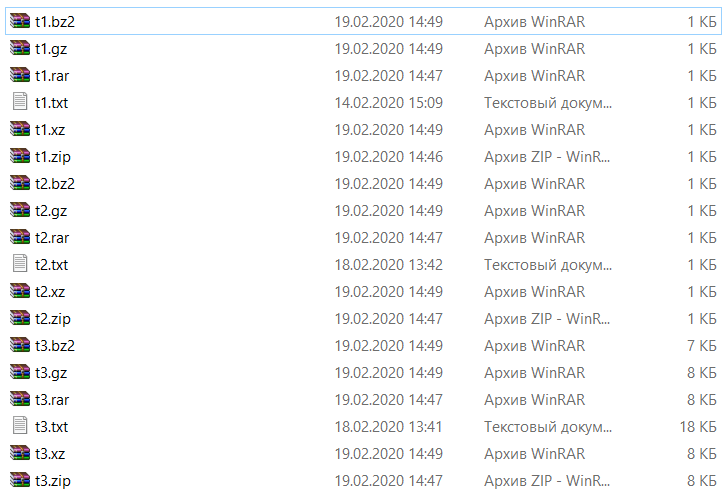 t1.bz2 19.02.2020 14:49 Архив WinRAR 1 КБ
t1.gz 19.02.2020 14:49 Архив WinRAR 1 КБ
t1.rar 19.02.2020 14:47 Архив WinRAR 1 КБ
t1.txt 14.02.2020 15:09 Текстовый докум... 1 КБ
t1.xz 19.02.2020 14:49 Архив WinRAR 1 КБ
t1.zip 19.02.2020 14:46 Архив ZIP - WinR... 1 КБ
t2.bz2 19.02.2020 14:49 Архив WinRAR 1 КБ
t2.gz 19.02.2020 14:49 Архив WinRAR 1 КБ
t2.rar 19.02.2020 14:47 Архив WinRAR 1 КБ
t2.txt 18.02.2020 13:42 Текстовый докум... 1 КБ
t2.xz 19.02.2020 14:49 Архив WinRAR 1 КБ
t2.zip 19.02.2020 14:47 Архив ZIP - WinR... 1 КБ
t3.bz2 19.02.2020 14:49 Архив WinRAR 7 КБ
t3.gz 19.02.2020 14:49 Архив WinRAR 8 КБ
t3.rar 19.02.2020 14:47 Архив WinRAR 8 КБ
t3.txt 18.02.2020 13:41 Текстовый докум... 18 КБ
t3.xz 19.02.2020 14:49 Архив WinRAR 8 КБ
t3.zip 19.02.2020 14:47 Архив ZIP - WinR... 8 КБ